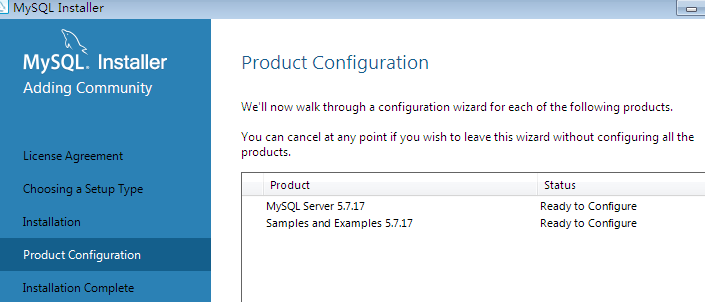 MySQL Installer
MySQL. Installer
Adding Community
License Agreement
Choosing a Setup Type
Installation
Product Configuration
Installation Complete
Product Configuration
We'll now walk through a configuration wizard for each of the following products.
You can cancel at any point if you wish to leave this wizard without configuring all the
products.
Product Status
MySQL Server 5.7.17 Ready to Configure
Samples and Examples 5.7.17 Ready to Configure